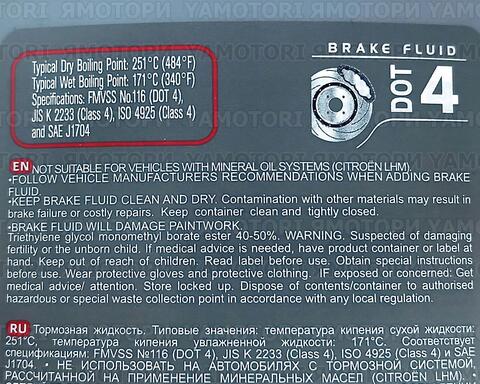 ЯМОТОРИ YAMOTORI ЯМОТОРИ YAMOTORI
BRAKE FLUID
DOT 4
Typical Dry Boiling Point: 251°C (484°F)
Typical Wet Boiling Point: 171°C (340°F)
Specifications: FMVSS No.116 (DOT 4),
JIS K 2233 (Class 4), ISO 4925 (Class 4)
and SAE J1704
EN NOT SUITABLE FOR VEHICLES WITH MINERAL OIL SYSTEMS (CITROËN LHM).
•FOLLOW VEHICLE MANUFACTURERS RECOMMENDATIONS WHEN ADDING BRAKE
FLUID.
•KEEP BRAKE FLUID CLEAN AND DRY. Contamination with other materials may result in
brake failure or costly repairs. Keep container clean and tightly closed.
•BRAKE FLUID WILL DAMAGE PAINTWORK.
Triethylene glycol monomethyl borate ester 40-50%. WARNING. Suspected of damaging
fertility or the unborn child. If medical advice is needed, have product container or label at
hand. Keep out of reach of children. Read label before use. Obtain special instructions
before use. Wear protective gloves and protective clothing. IF exposed or concerned: Get
medical advice/ attention. Store locked up. Dispose of contents/container to authorised
hazardous or special waste collection point in accordance with any local regulation.
RU Тормозная жидкость. Типовые значения: температура кипения сухой жидкости:
251°C, температура кипения увлажненной жидкости: 171°C. Соответствует
спецификациям: FMVSS №116 (DOT 4), JIS K 2233 (Class 4), ISO 4925 (Class 4) и SAE
J1704. • НЕ ИСПОЛЬЗОВАТЬ В АВТОМОБИЛЯХ С ТОРМОЗНОЙ СИСТЕМОЙ,
РАССЧИТАННОЙ НА ПРИМЕНЕНИЕ МИНЕРАЛЬНЫХ МАСЕЛ (CITROËN LHM). •